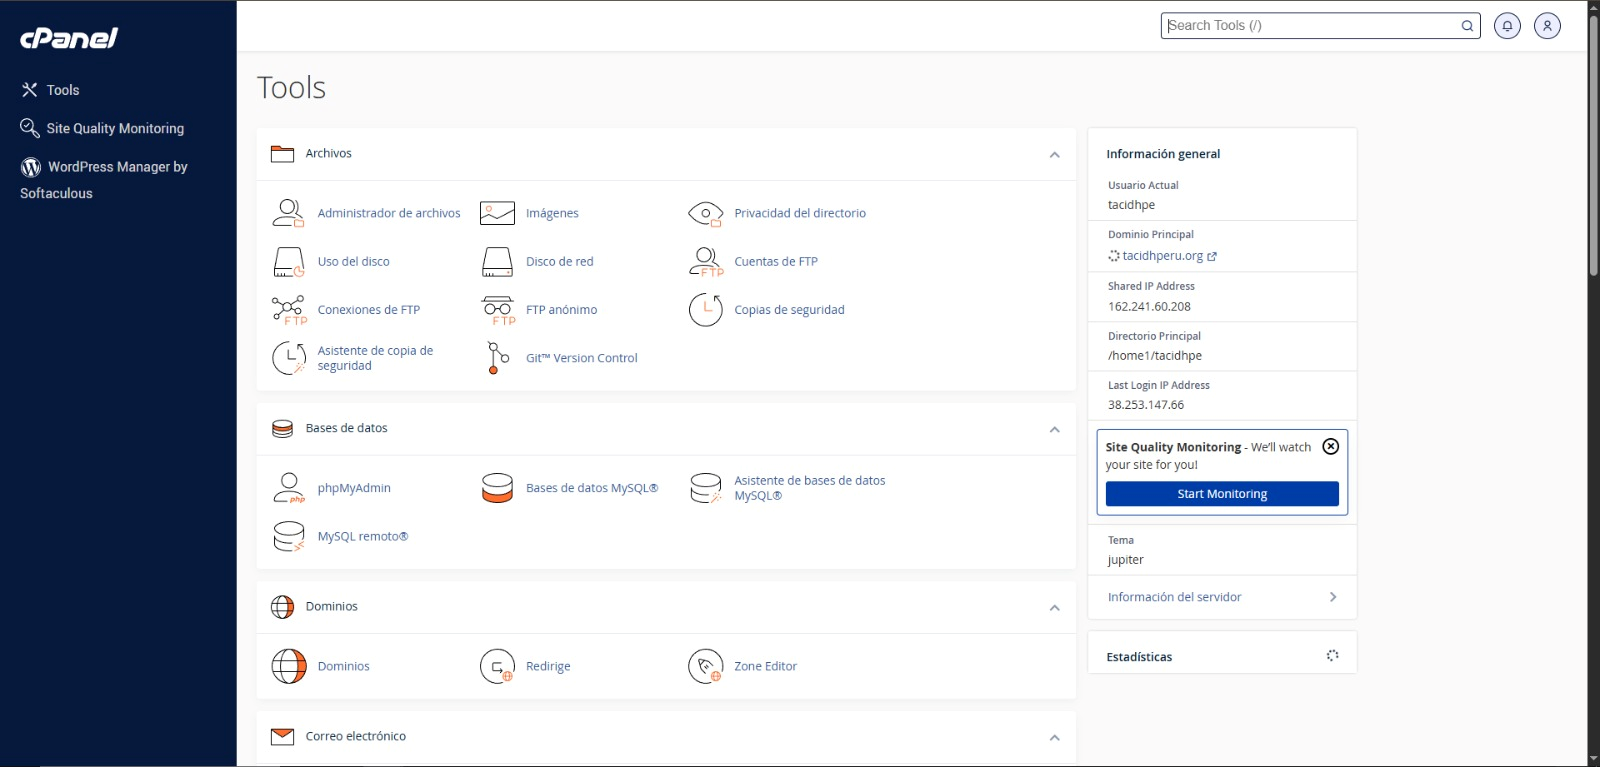 cPanel
Search Tools (/)
Tools
Site Quality Monitoring
WordPress Manager by
Softaculous
Tools
Archivos
Administrador de archivos
Imágenes
Privacidad del directorio
Uso del disco
Disco de red
FTP
Cuentas de FTP
FTP
Conexiones de FTP
FTP
FTP anónimo
Copias de seguridad
Asistente de copia de
seguridad
Git™ Version Control
Bases de datos
php
phpMyAdmin
Bases de datos MySQL®
Asistente de bases de datos
MySQL®
MySQL remoto®
Dominios
Dominios
Redirige
Zone Editor
Correo electrónico
Información general
Usuario Actual
tacidhpe
Dominio Principal
tacidhperu.org
Shared IP Address
162.241.60.208
Directorio Principal
/home1/tacidhpe
Last Login IP Address
38.253.147.66
Site Quality Monitoring - We'll watch
your site for you!
Start Monitoring
Tema
jupiter
Información del servidor
Estadísticas